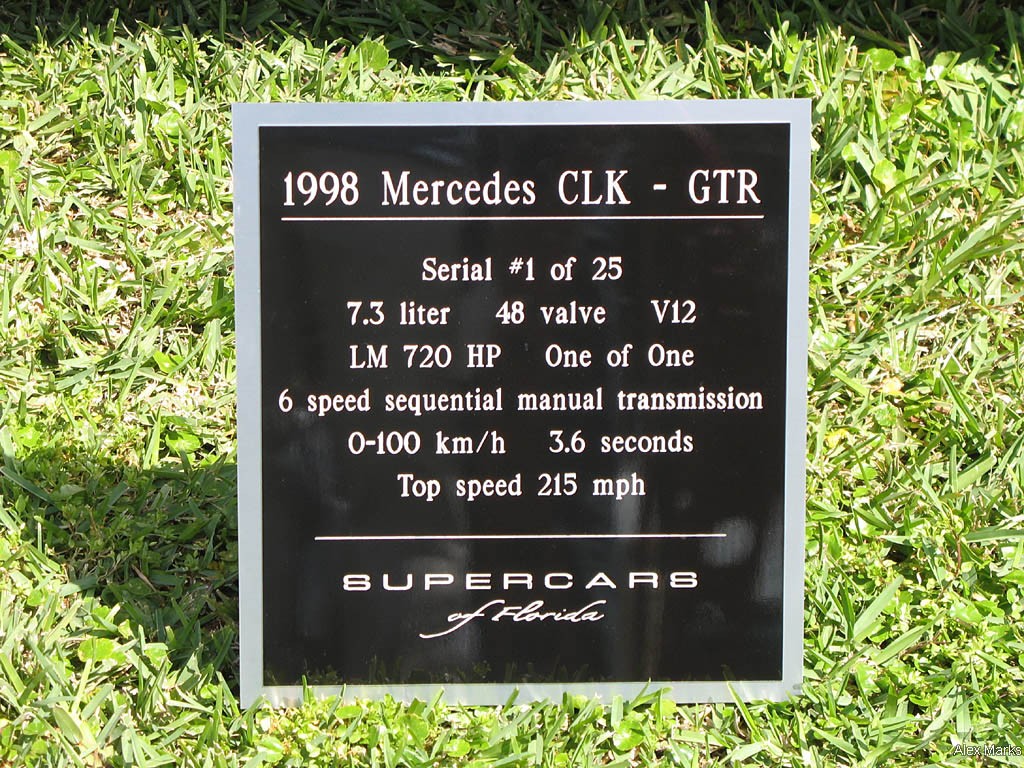 1998 Mercedes CLK - GTR
Serial #1 of 25
7.3 liter 48 valve V12
LM 720 HP One of One
6 speed sequential manual transmission
0-100 km/h 3.6 seconds
Top speed 215 mph
SUPERCARS
of Florida
Alex Marks